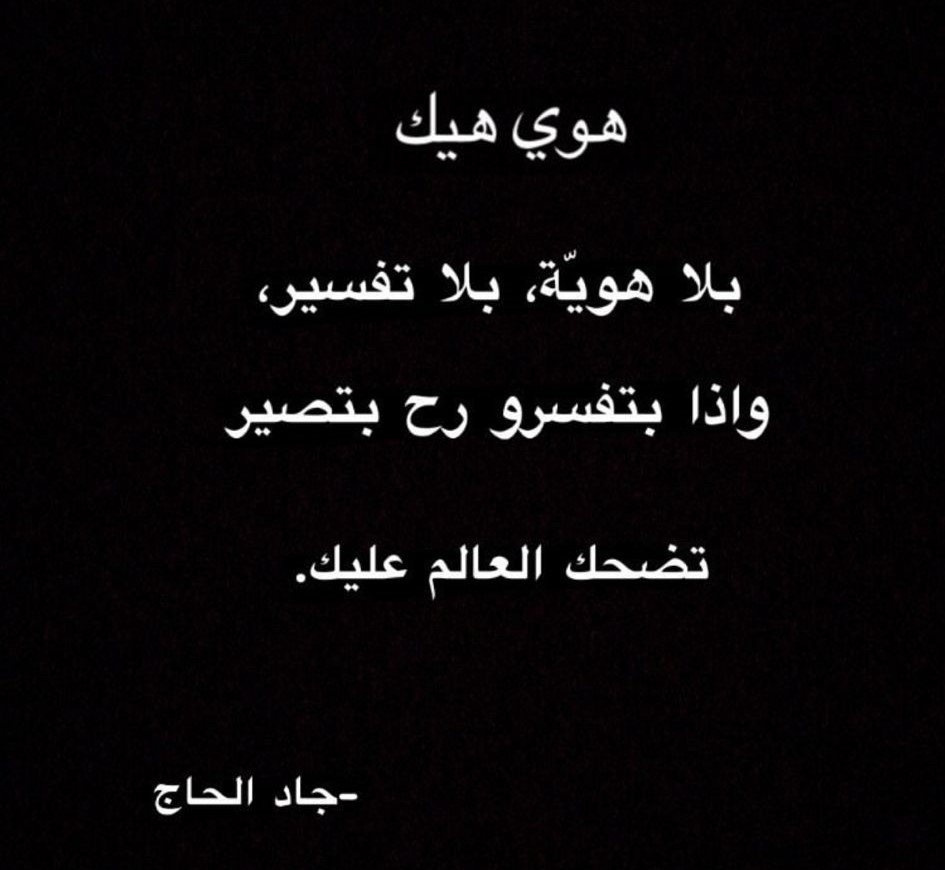 هوي هيك
بلا هويّة، بلا تفسير،
واذا بتفسرو رح بتصير
تضحك العالم عليك.
-جاد الحاج